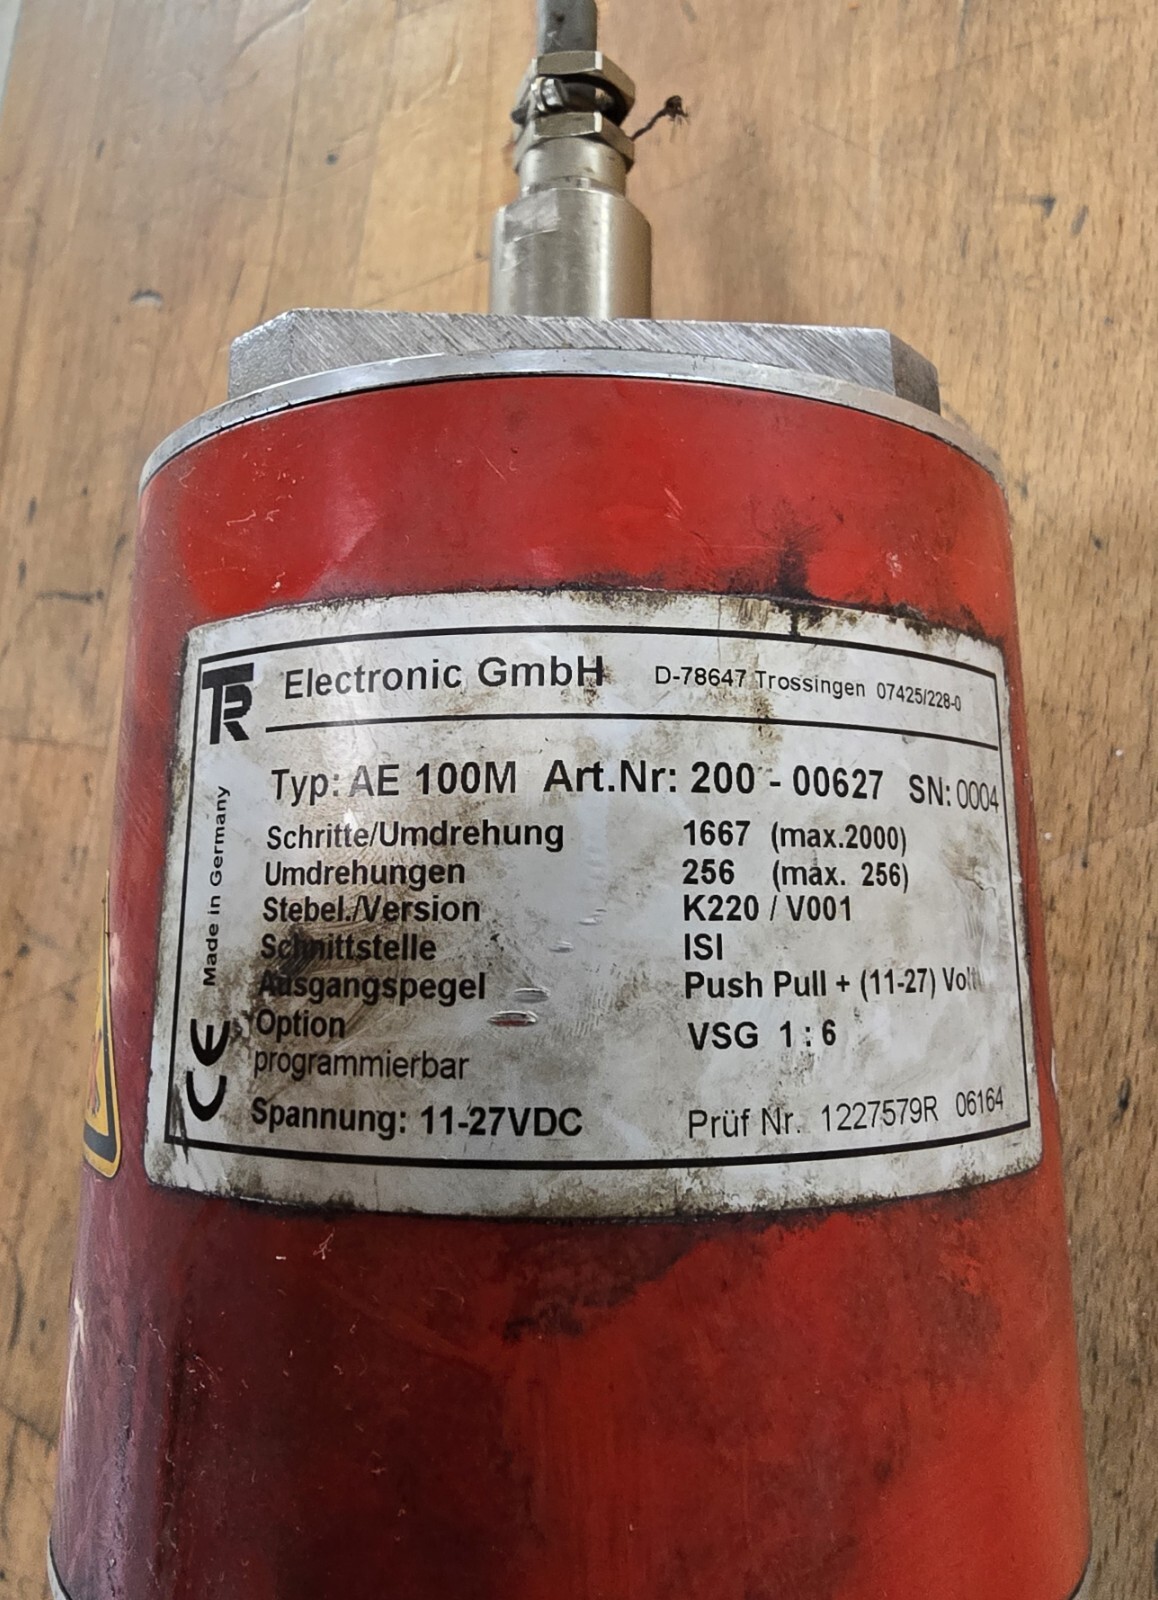 TR Electronic GmbH D-78647 Trossingen 07425/228-0
Typ: AE 100M Art.Nr: 200 - 00627 SN: 0004
Schritte/Umdrehung 1667 (max.2000)
Umdrehungen 256 (max. 256)
Stebel./Version K220 / V001
Schnittstelle ISI
Ausgangspegel Push Pull + (11-27) Volt
Option VSG 1 : 6
programmierbar
Spannung: 11-27VDC Prüf Nr. 1227579R 06164
Made in Germany
CE